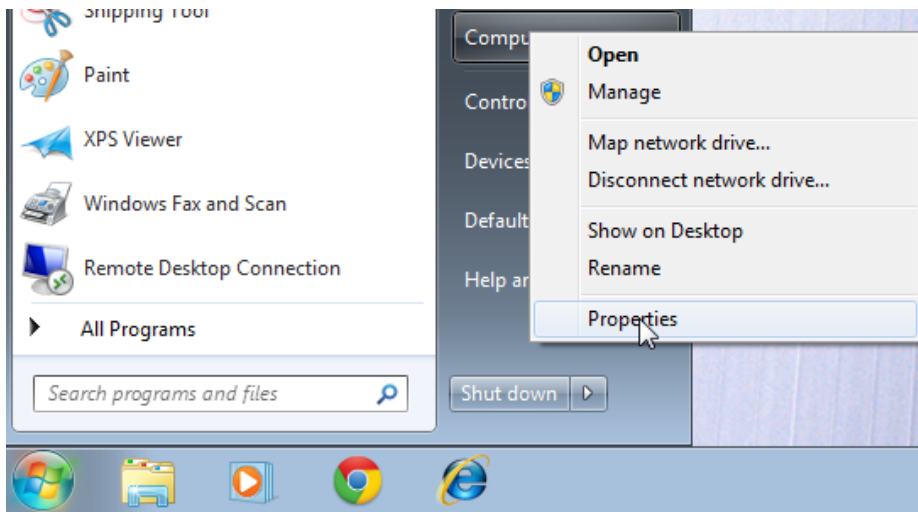 Snipping Tool
Paint
XPS Viewer
Windows Fax and Scan
Remote Desktop Connection
All Programs
Search programs and files
Compu
Contro
Devices
Default
Help ar
Shut down
Open
Manage
Map network drive...
Disconnect network drive...
Show on Desktop
Rename
Properties